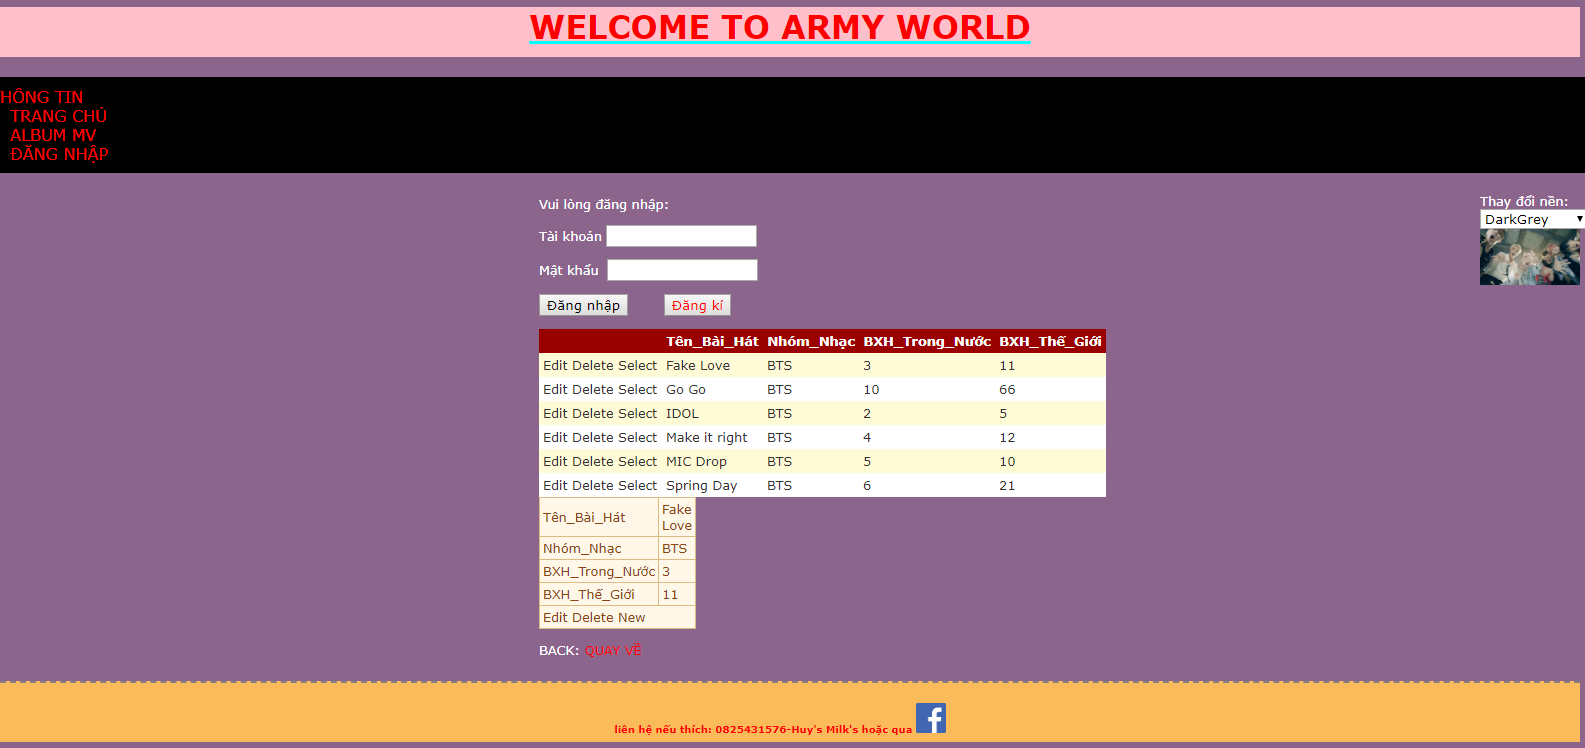 WELCOME TO ARMY WORLD
HÔNG TIN
TRANG CHỦ
ALBUM MV
ĐĂNG NHẬP
Vui lòng đăng nhập:
Tài khoản
Mật khẩu
Đăng nhập Đăng kí
Thay đổi nền:
DarkGrey
Tên_Bài_Hát Nhóm_Nhạc BXH_Trong_Nước BXH_Thế_Giới
Edit Delete Select Fake Love BTS 3 11
Edit Delete Select Go Go BTS 10 66
Edit Delete Select IDOL BTS 2 5
Edit Delete Select Make it right BTS 4 12
Edit Delete Select MIC Drop BTS 5 10
Edit Delete Select Spring Day BTS 6 21
Tên_Bài_Hát Fake
Love
Nhóm_Nhạc BTS
BXH_Trong_Nước 3
BXH_Thế_Giới 11
Edit Delete New
BACK: QUAY VỀ
liên hệ nếu thích: 0825431576-Huy's Milk's hoặc qua